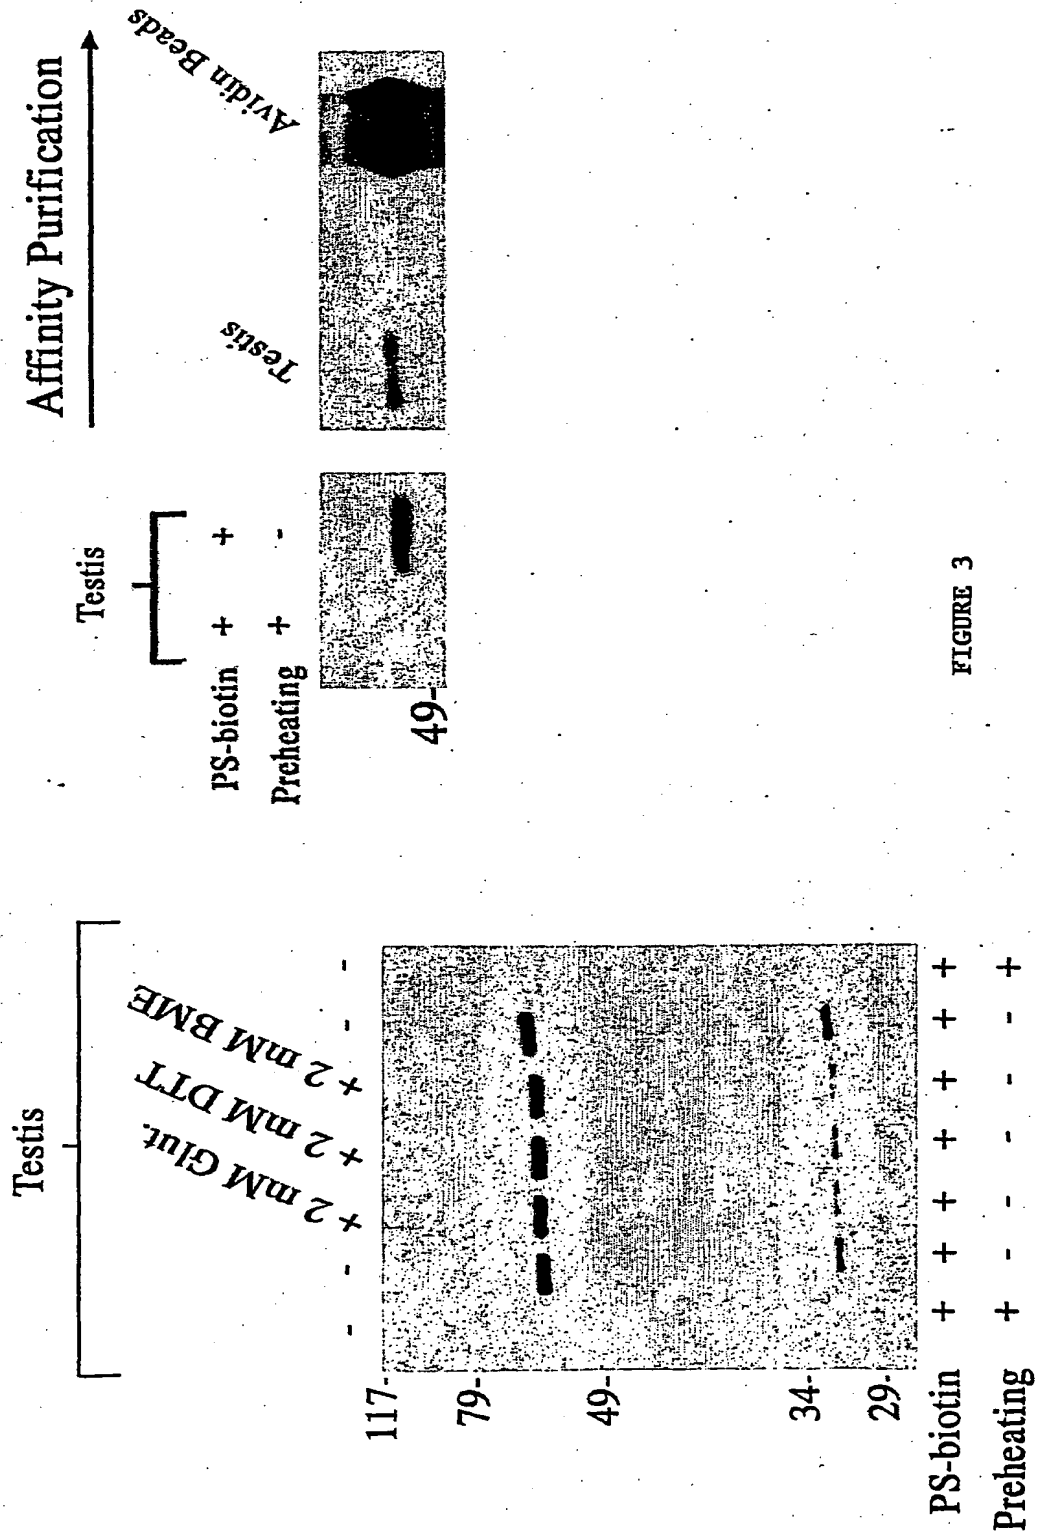 Testis
+ 2 mM Glut.
+ 2 mM DTT
+ 2 mM BME
- - - -
117-
79-
49-
34-
29-
PS-biotin + + + + + + +
Preheating + - - - - - +
Testis
PS-biotin + +
Preheating + -
49-
Affinity Purification
Testis
Avidin Beads
FIGURE 3